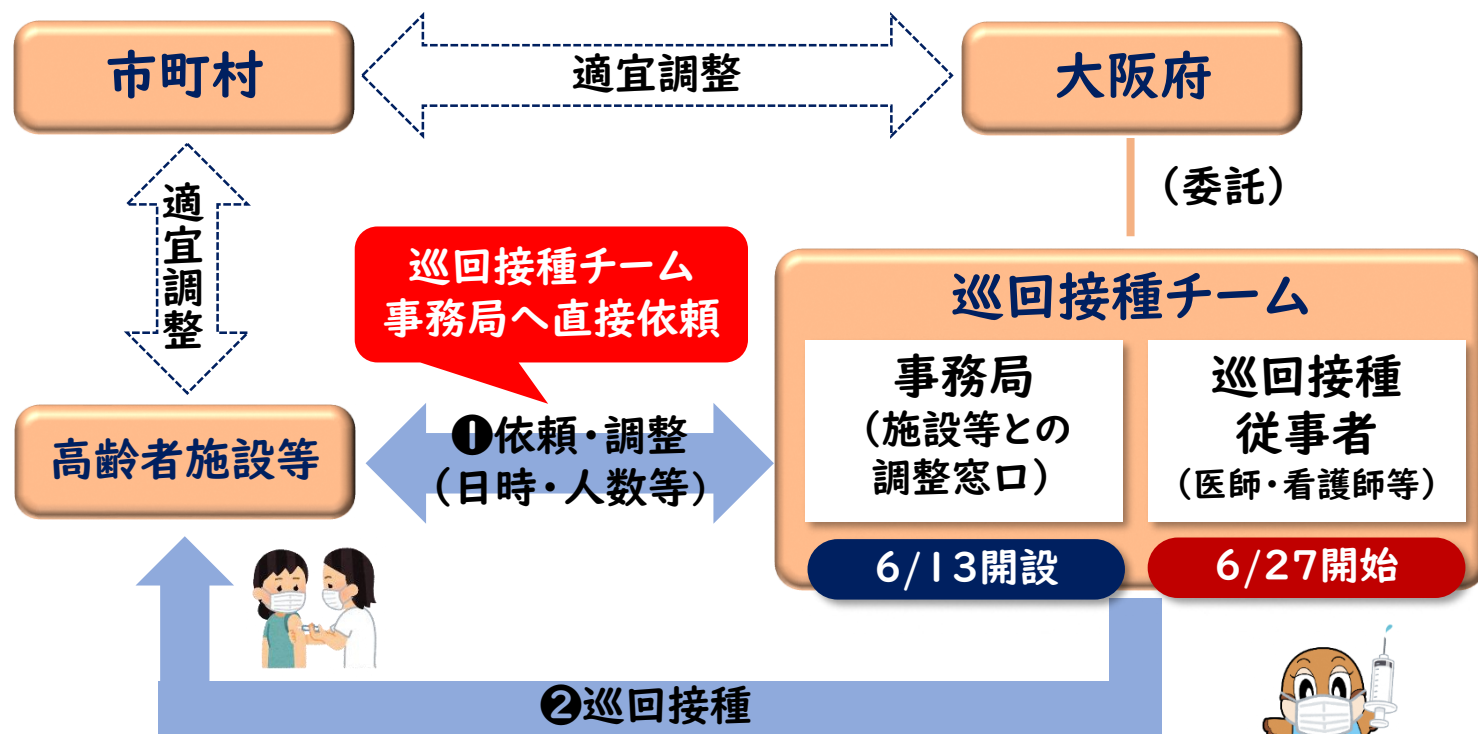 市町村
適宜調整
大阪府
(委託)
適宜調整
巡回接種チーム
事務局へ直接依頼
巡回接種チーム
事務局
(施設等との
調整窓口)
巡回接種
従事者
(医師・看護師等)
高齢者施設等
❶依頼・調整
(日時・人数等)
6/13開設
6/27開始
❷巡回接種